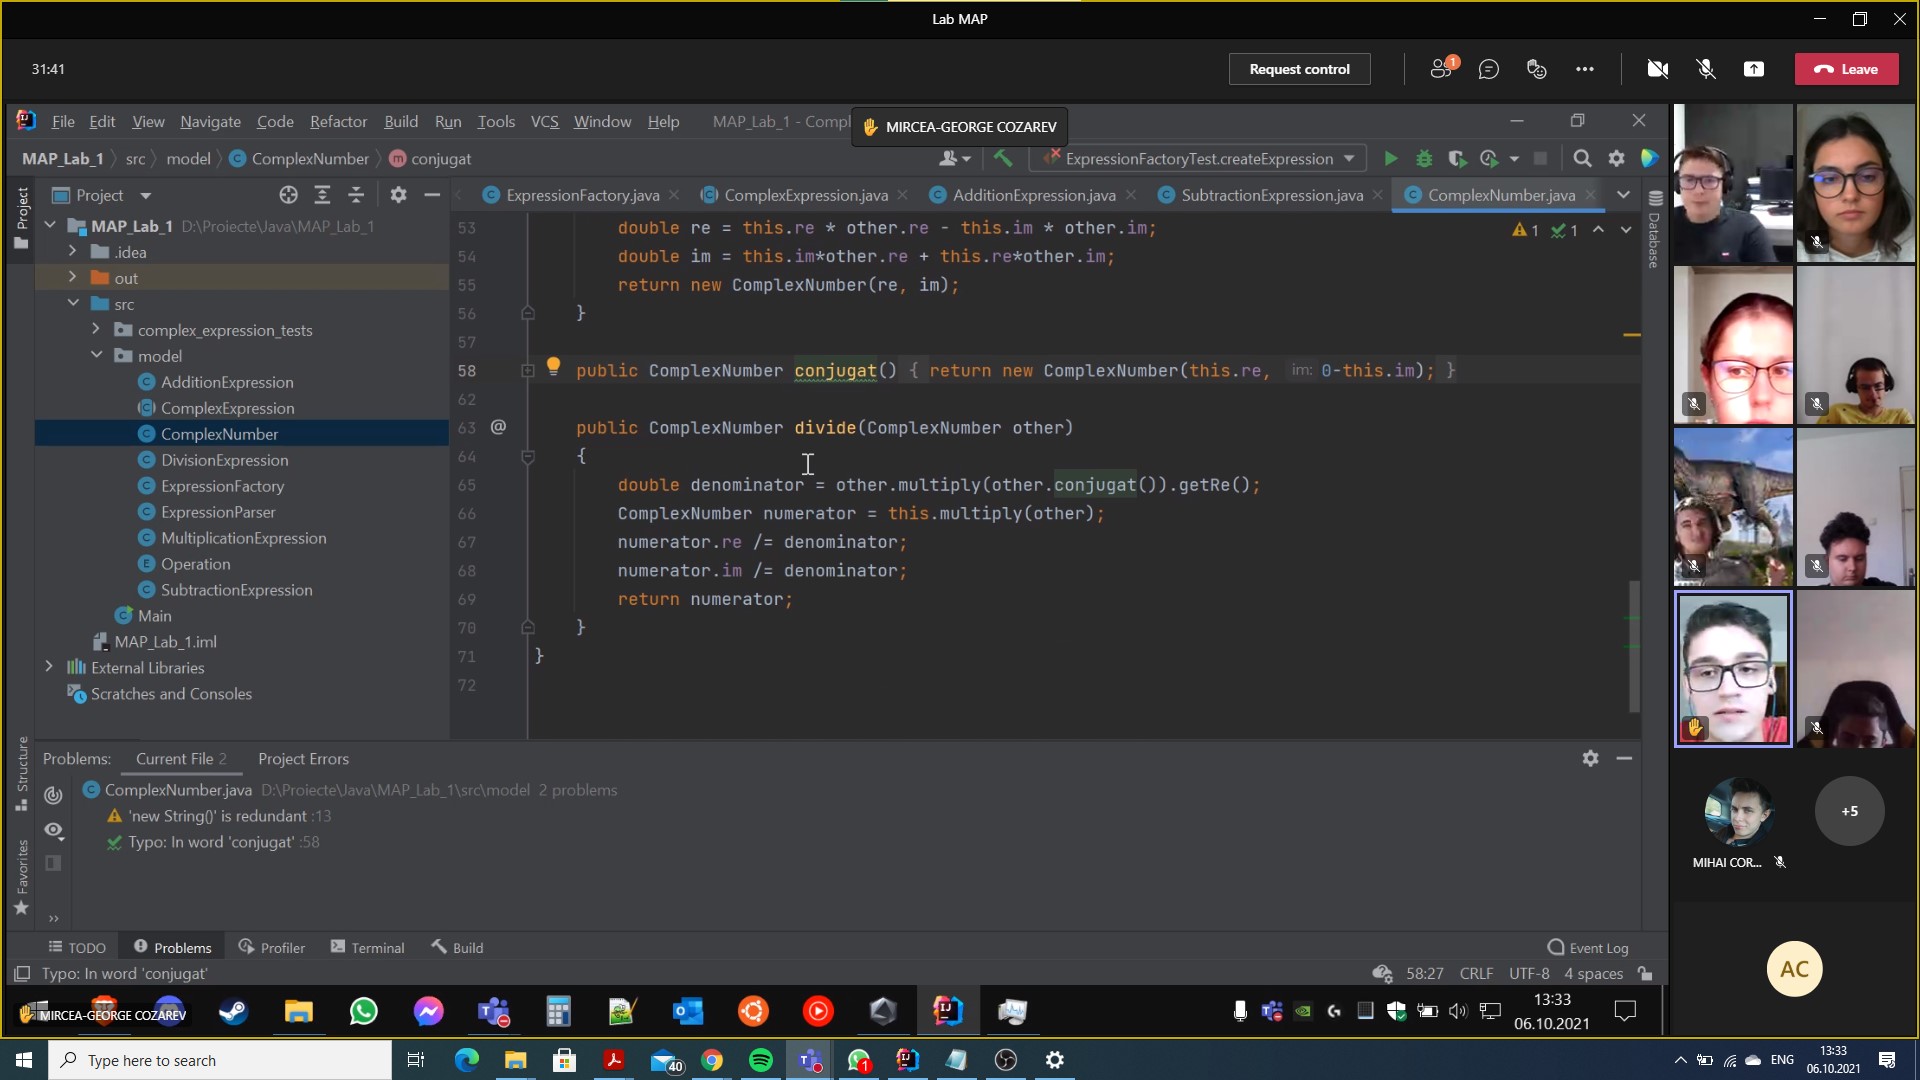 Lab MAP
31:41
1
Request control
Leave
File Edit View Navigate Code Refactor Build Run Tools VCS Window Help MAP_Lab_1 - Compl
MIRCEA-GEORGE COZAREV
MAP_Lab_1 src model ComplexNumber conjugat
ExpressionFactoryTest.createExpression
Project
ExpressionFactory.java ComplexExpression.java AdditionExpression.java SubtractionExpression.java ComplexNumber.java
Project
Database
MAP_Lab_1 D:\Proiecte\Java\MAP_Lab_1
.idea
out
src
complex_expression_tests
model
AdditionExpression
ComplexExpression
ComplexNumber
DivisionExpression
ExpressionFactory
ExpressionParser
MultiplicationExpression
Operation
SubtractionExpression
Main
MAP_Lab_1.iml
External Libraries
Scratches and Consoles
1 1
53 double re = this.re * other.re - this.im * other.im;
54 double im = this.im*other.re + this.re*other.im;
55 return new ComplexNumber(re, im);
56 }
57
58 public ComplexNumber conjugat() { return new ComplexNumber(this.re, im: 0-this.im); }
62
63 @ public ComplexNumber divide(ComplexNumber other)
64 {
65 double denominator = other.multiply(other.conjugat()).getRe();
66 ComplexNumber numerator = this.multiply(other);
67 numerator.re /= denominator;
68 numerator.im /= denominator;
69 return numerator;
70 }
71 }
72
Structure
Favorites
Problems: Current File 2 Project Errors
ComplexNumber.java D:\Proiecte\Java\MAP_Lab_1\src\model 2 problems
'new String()' is redundant :13
Typo: In word 'conjugat' :58
TODO Problems Profiler Terminal Build Event Log
Typo: In word 'conjugat'
58:27 CRLF UTF-8 4 spaces
MIHAI COR...
+5
AC
MIRCEA-GEORGE COZAREV
13:33
06.10.2021
Type here to search
40
1
ENG
13:33
06.10.2021